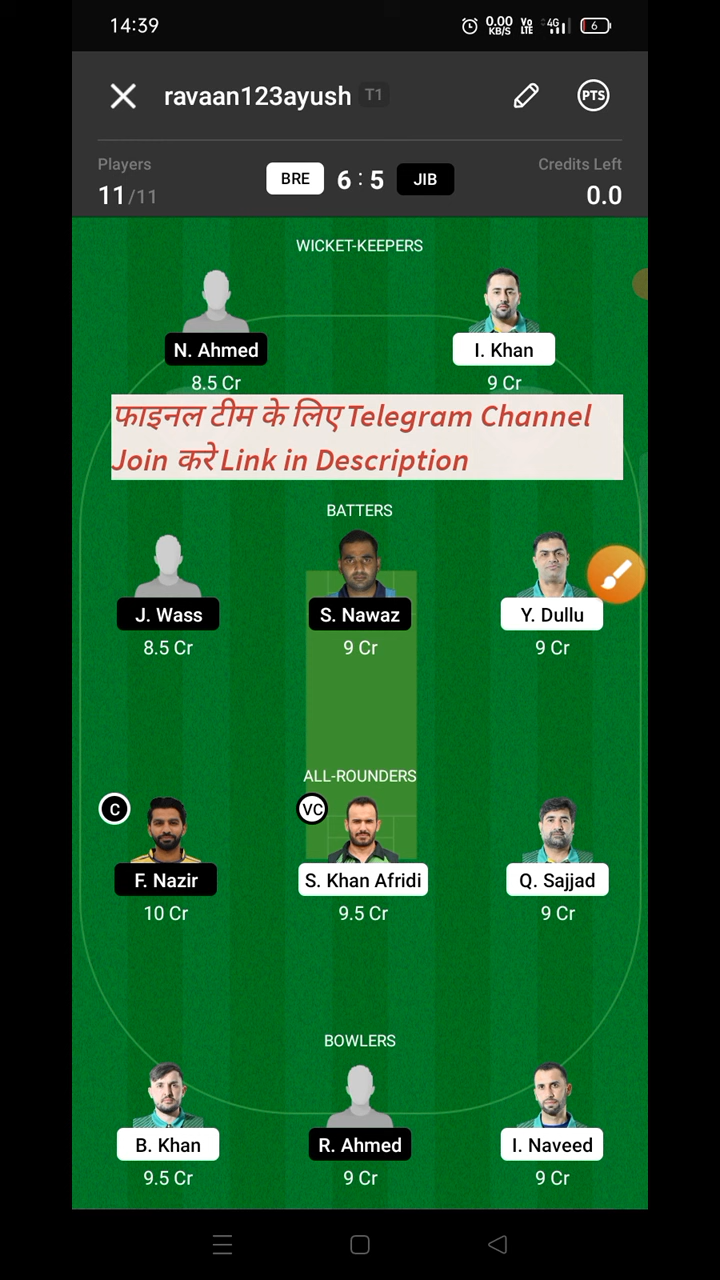 14:39
0.00 KB/S Vo LTE 4G 6
ravaan123ayush T1 PTS
Players
11/11
BRE 6 : 5 JIB
Credits Left
0.0
WICKET-KEEPERS
N. Ahmed I. Khan
8.5 Cr 9 Cr
फाइनल टीम के लिए Telegram Channel
Join करे Link in Description
BATTERS
J. Wass S. Nawaz Y. Dullu
8.5 Cr 9 Cr 9 Cr
ALL-ROUNDERS
C VC
F. Nazir S. Khan Afridi Q. Sajjad
10 Cr 9.5 Cr 9 Cr
BOWLERS
B. Khan R. Ahmed I. Naveed
9.5 Cr 9 Cr 9 Cr